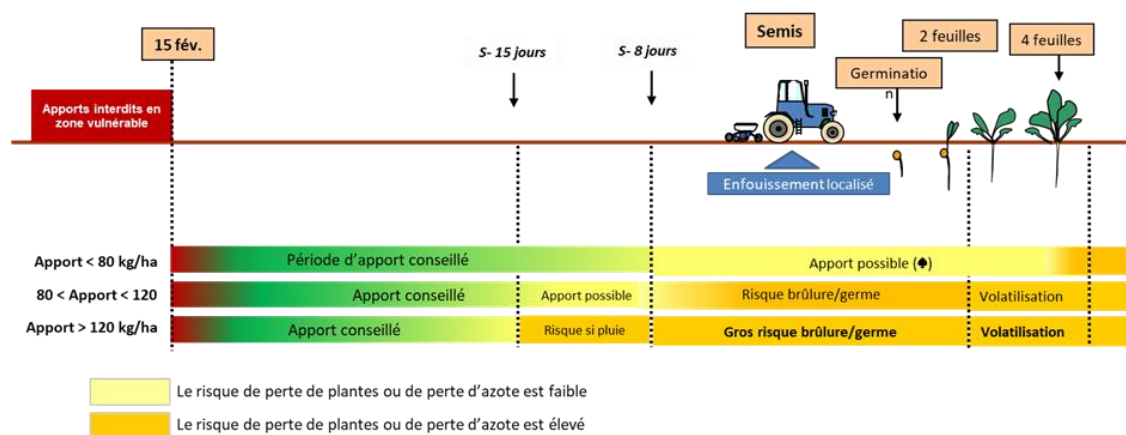 15 fév.
S- 15 jours
S- 8 jours
Semis
2 feuilles
4 feuilles
Germinatio
n
Apports interdits en
zone vulnérable
Enfouissement localisé
Apport < 80 kg/ha
Période d’apport conseillé
Apport possible (♠)
80 < Apport < 120
Apport conseillé
Apport possible
Risque brûlure/germe
Volatilisation
Apport > 120 kg/ha
Apport conseillé
Risque si pluie
Gros risque brûlure/germe
Volatilisation
Le risque de perte de plantes ou de perte d’azote est faible
Le risque de perte de plantes ou de perte d’azote est élevé